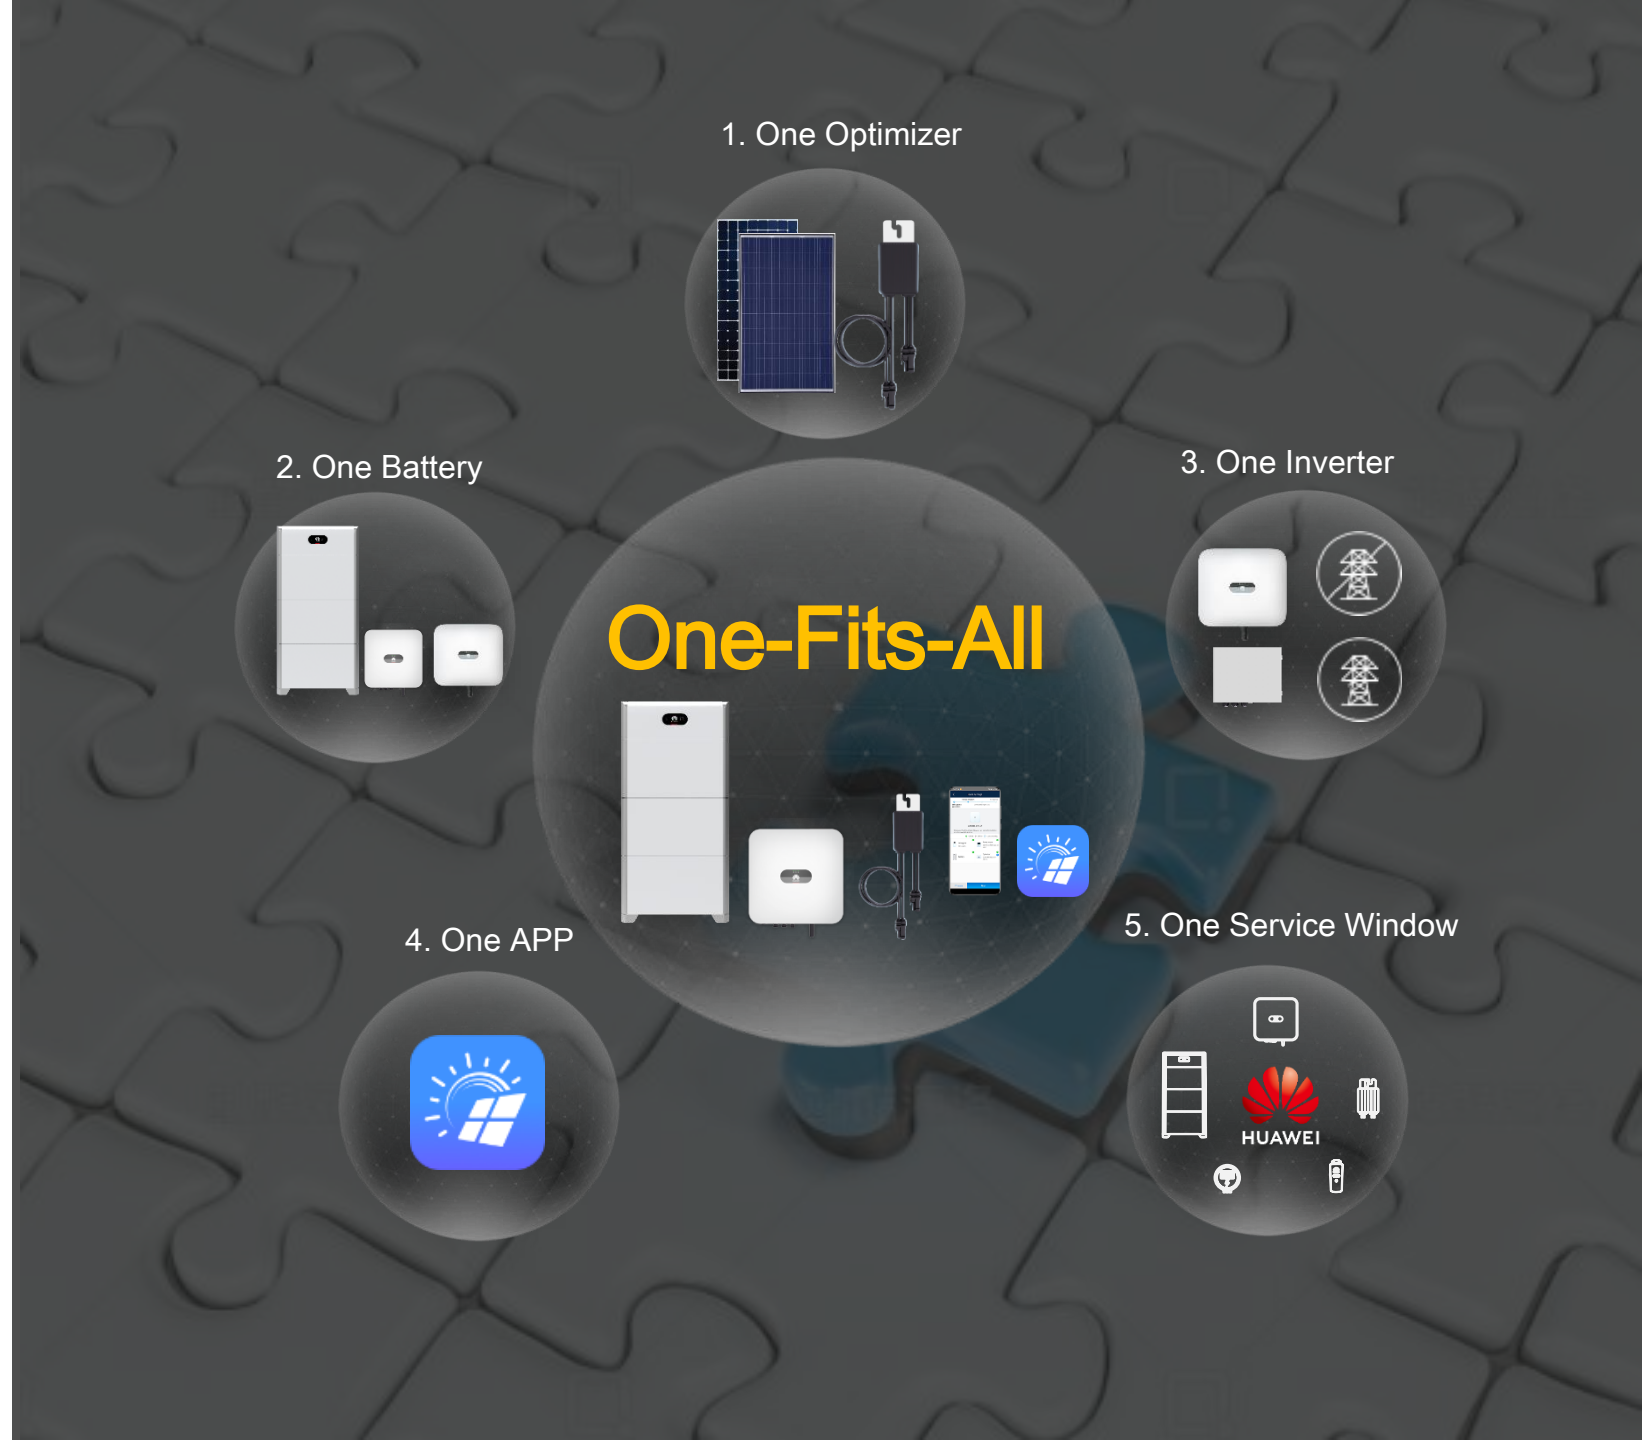 1. One Optimizer
2. One Battery
3. One Inverter
One-Fits-All
4. One APP
5. One Service Window
HUAWEI